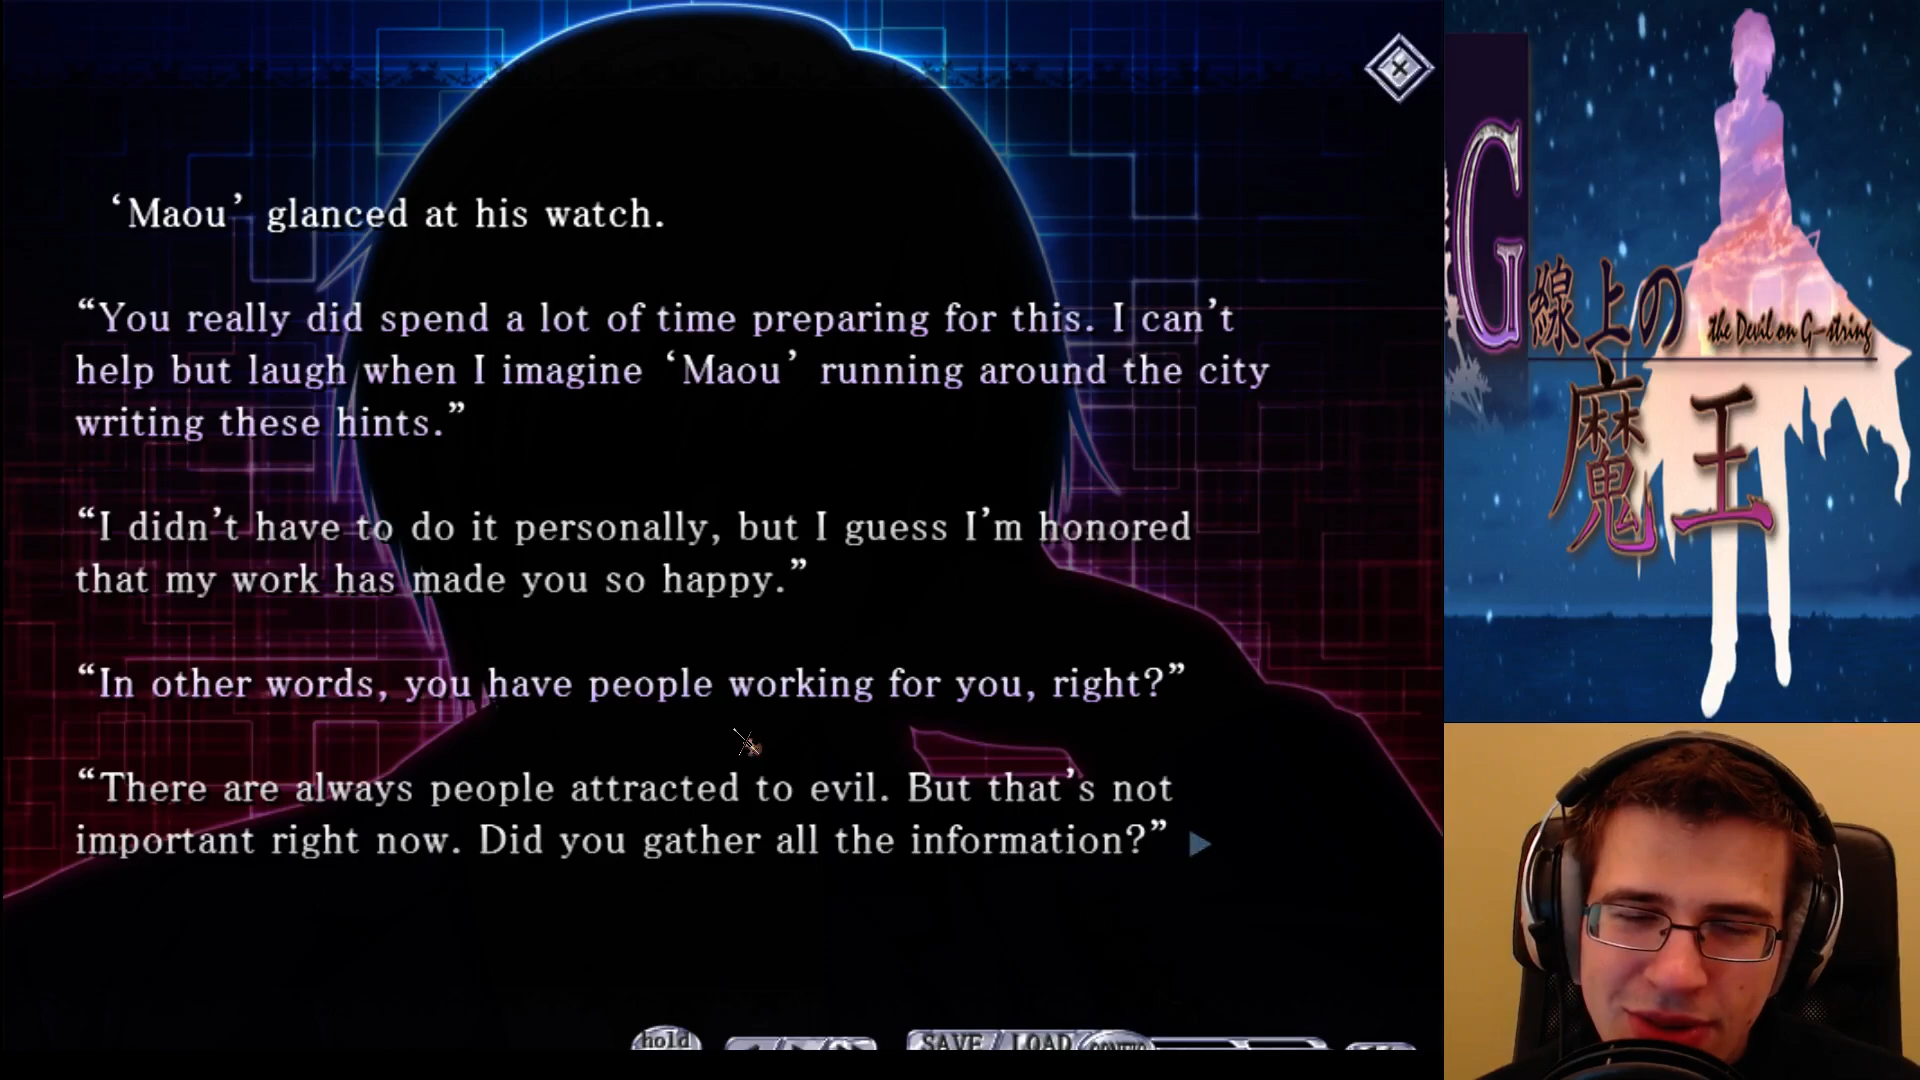 ‘Maou’ glanced at his watch.
“You really did spend a lot of time preparing for this. I can’t
help but laugh when I imagine ‘Maou’ running around the city
writing these hints.”
“I didn’t have to do it personally, but I guess I’m honored
that my work has made you so happy.”
“In other words, you have people working for you, right?”
“There are always people attracted to evil. But that’s not
important right now. Did you gather all the information?”
hold
SAVE / LOAD
G線上の
the Devil on G-string
魔王